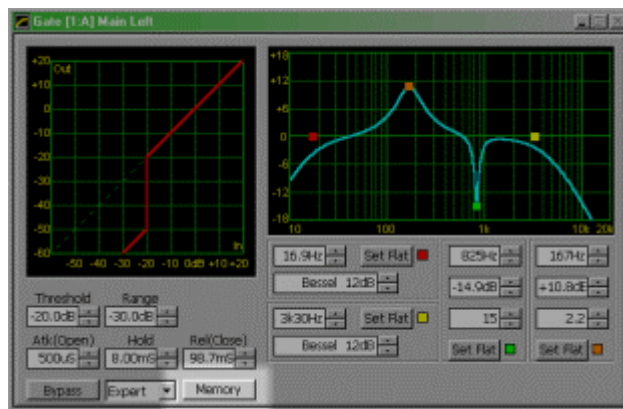 Gate [1:A] Main Left
+20 Out
+10
0
-10
-20
-30
-40
-50
-60
-50 -40 -30 -20 -10 0dB +10 +20
In
+18
+12
+6
0
-6
-12
-18
10 100 1k 10k 20k
16.9Hz Set Flat
Bessel 12dB
3k30Hz Set Flat
Bessel 12dB
825Hz 167Hz
-14.9dB +10.8dB
15 2.2
Set Flat Set Flat
Threshold Range
-20.0dB -30.0dB
Atk(Open) Hold Rel(Close)
500uS 8.00mS 98.7mS
Bypass Expert Memory